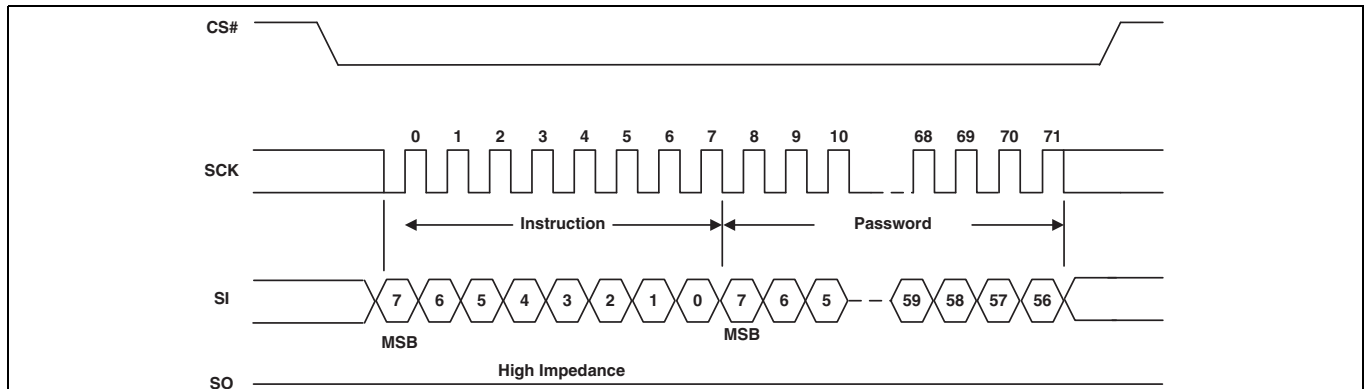 CS#
0 1 2 3 4 5 6 7 8 9 10 68 69 70 71
SCK
Instruction Password
SI 7 6 5 4 3 2 1 0 7 6 5 59 58 57 56
MSB MSB
High Impedance
SO